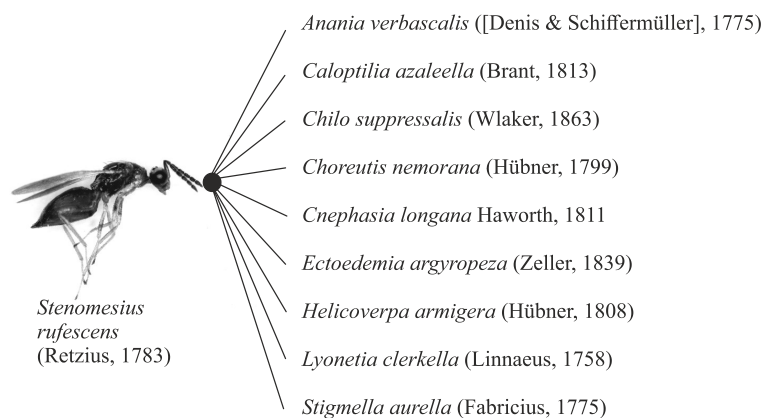 Anania verbascalis ([Denis & Schiffermüller], 1775)
Caloptilia azaleella (Brant, 1813)
Chilo suppressalis (Wlaker, 1863)
Choreutis nemorana (Hübner, 1799)
Cnephasia longana Haworth, 1811
Ectoedemia argyropeza (Zeller, 1839)
Helicoverpa armigera (Hübner, 1808)
Lyonetia clerkella (Linnaeus, 1758)
Stigmella aurella (Fabricius, 1775)
Stenomesius
rufescens
(Retzius, 1783)